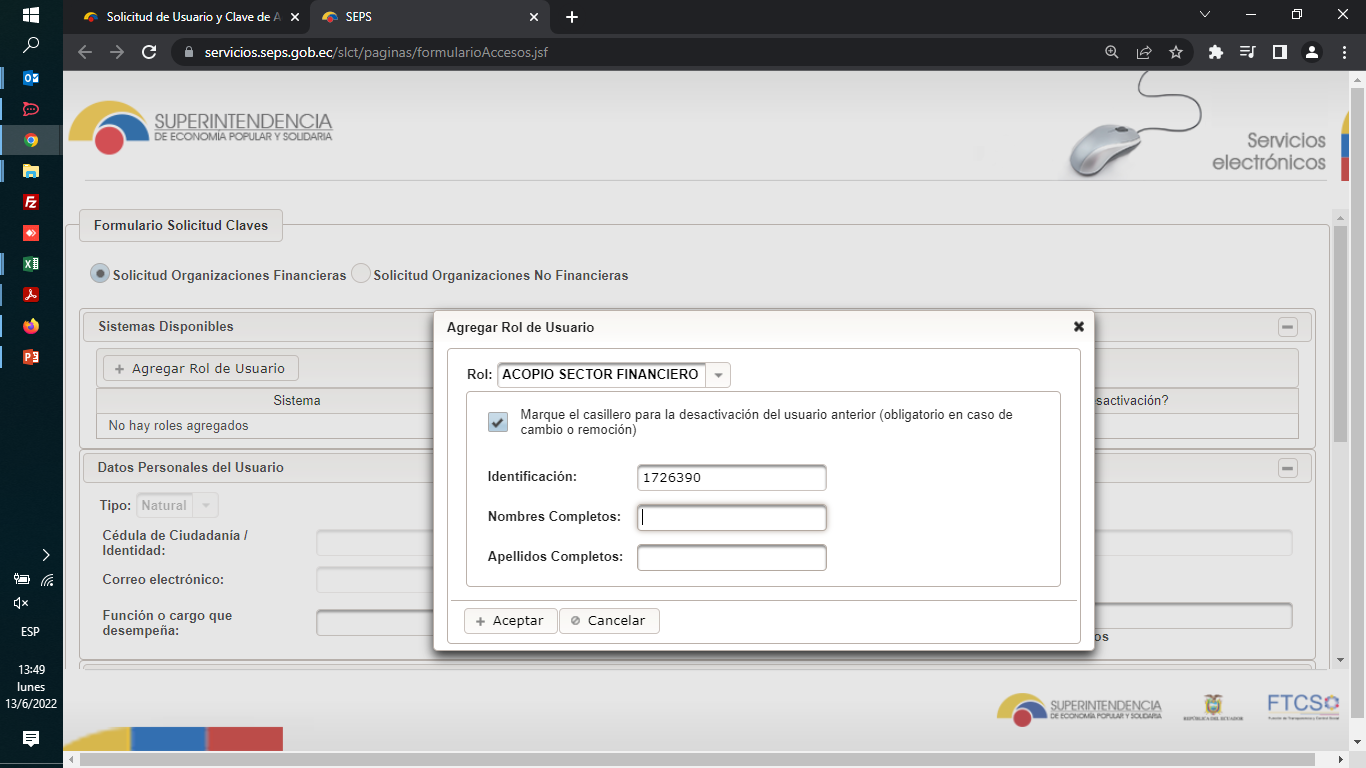 Solicitud de Usuario y Clave de A
SEPS
servicios.seps.gob.ec/slct/paginas/formularioAccesos.jsf
SUPERINTENDENCIA
DE ECONOMÍA POPULAR Y SOLIDARIA
Servicios
electrónicos
Formulario Solicitud Claves
Solicitud Organizaciones Financieras
Solicitud Organizaciones No Financieras
Sistemas Disponibles
Agregar Rol de Usuario
Sistema
sactivación?
No hay roles agregados
Datos Personales del Usuario
Tipo: Natural
Cédula de Ciudadanía /
Identidad:
Correo electrónico:
Función o cargo que
desempeña:
os
Agregar Rol de Usuario
Rol: ACOPIO SECTOR FINANCIERO
Marque el casillero para la desactivación del usuario anterior (obligatorio en caso de
cambio o remoción)
Identificación: 1726390
Nombres Completos:
Apellidos Completos:
Aceptar
Cancelar
ESP
13:49
lunes
13/6/2022
SUPERINTENDENCIA
DE ECONOMÍA POPULAR Y SOLIDARIA
REPÚBLICA DEL ECUADOR
FTCS